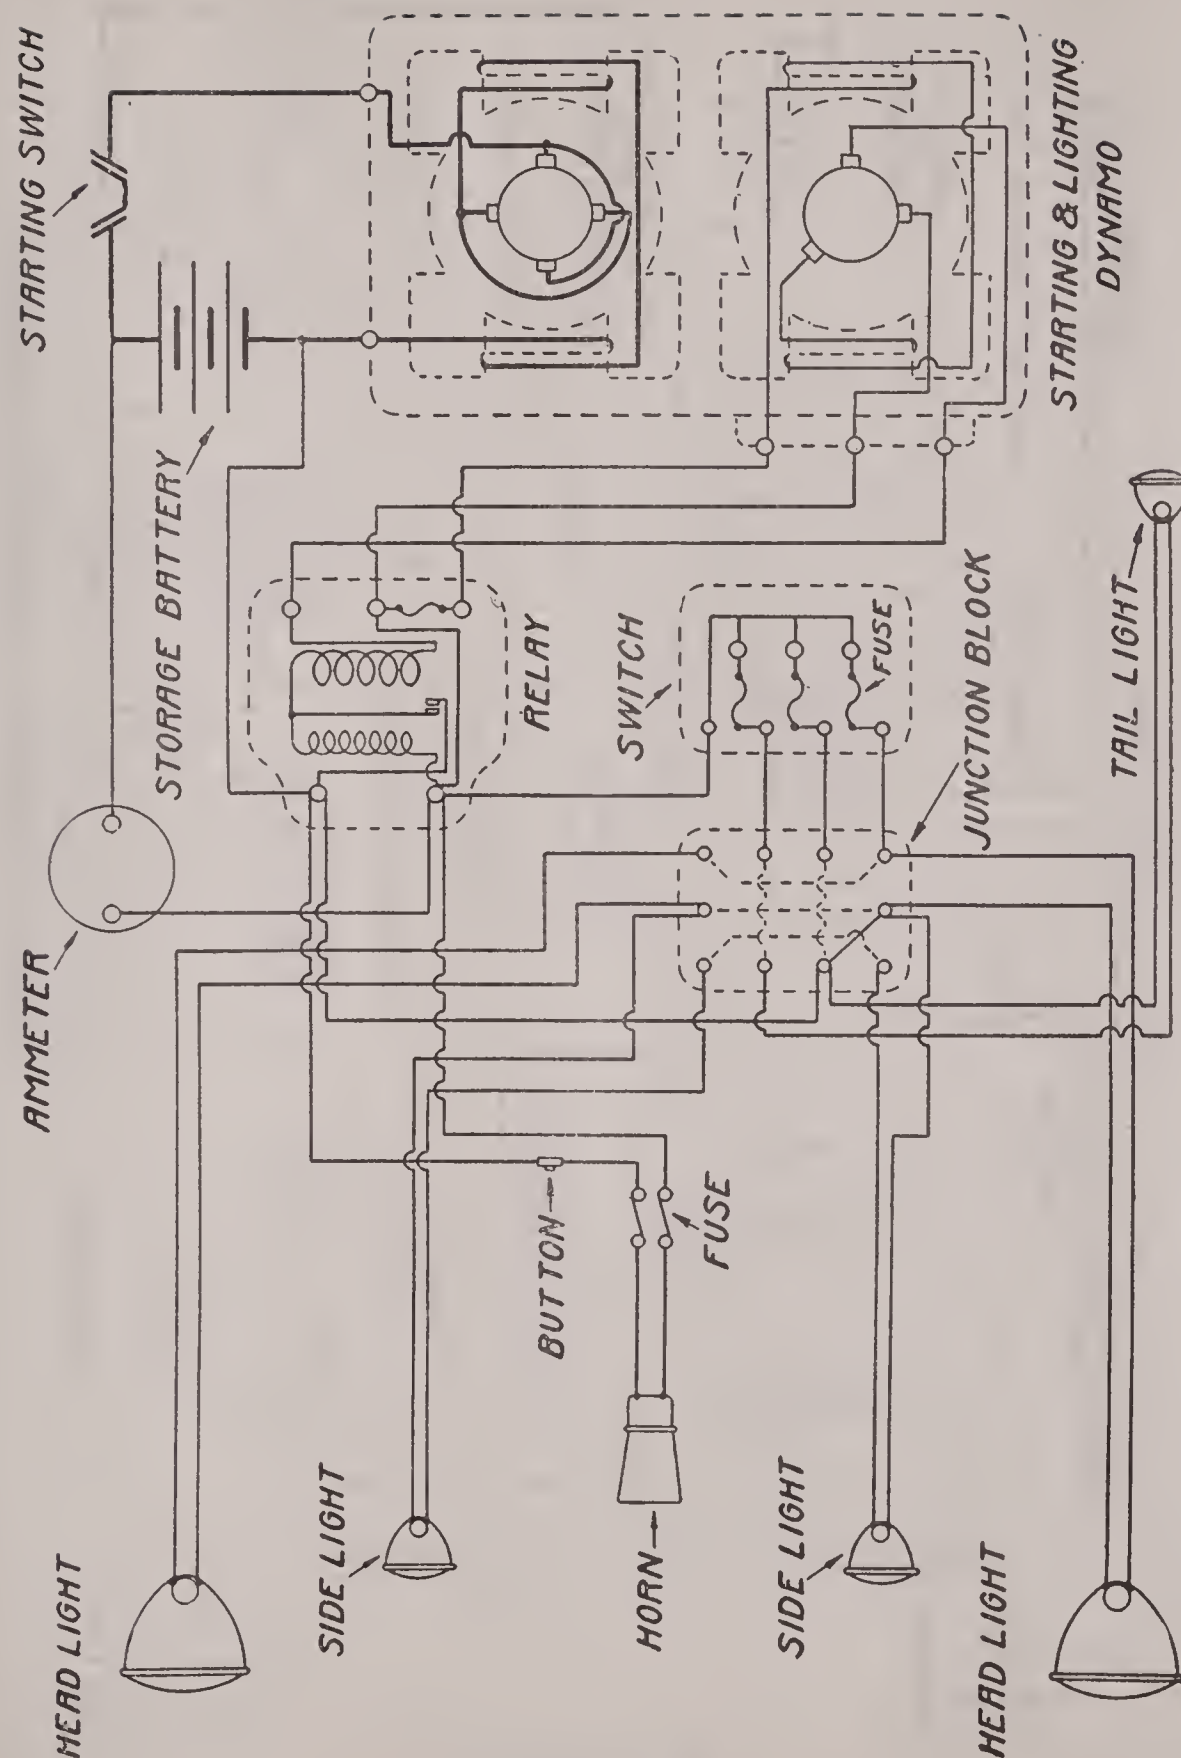 STARTING SWITCH
STORAGE BATTERY
AMMETER
HEAD LIGHT
SIDE LIGHT
RELAY
BUTTON
HORN
FUSE
SWITCH
FUSE
JUNCTION BLOCK
SIDE LIGHT
HEAD LIGHT
TAIL LIGHT
STARTING & LIGHTING
DYNAMO